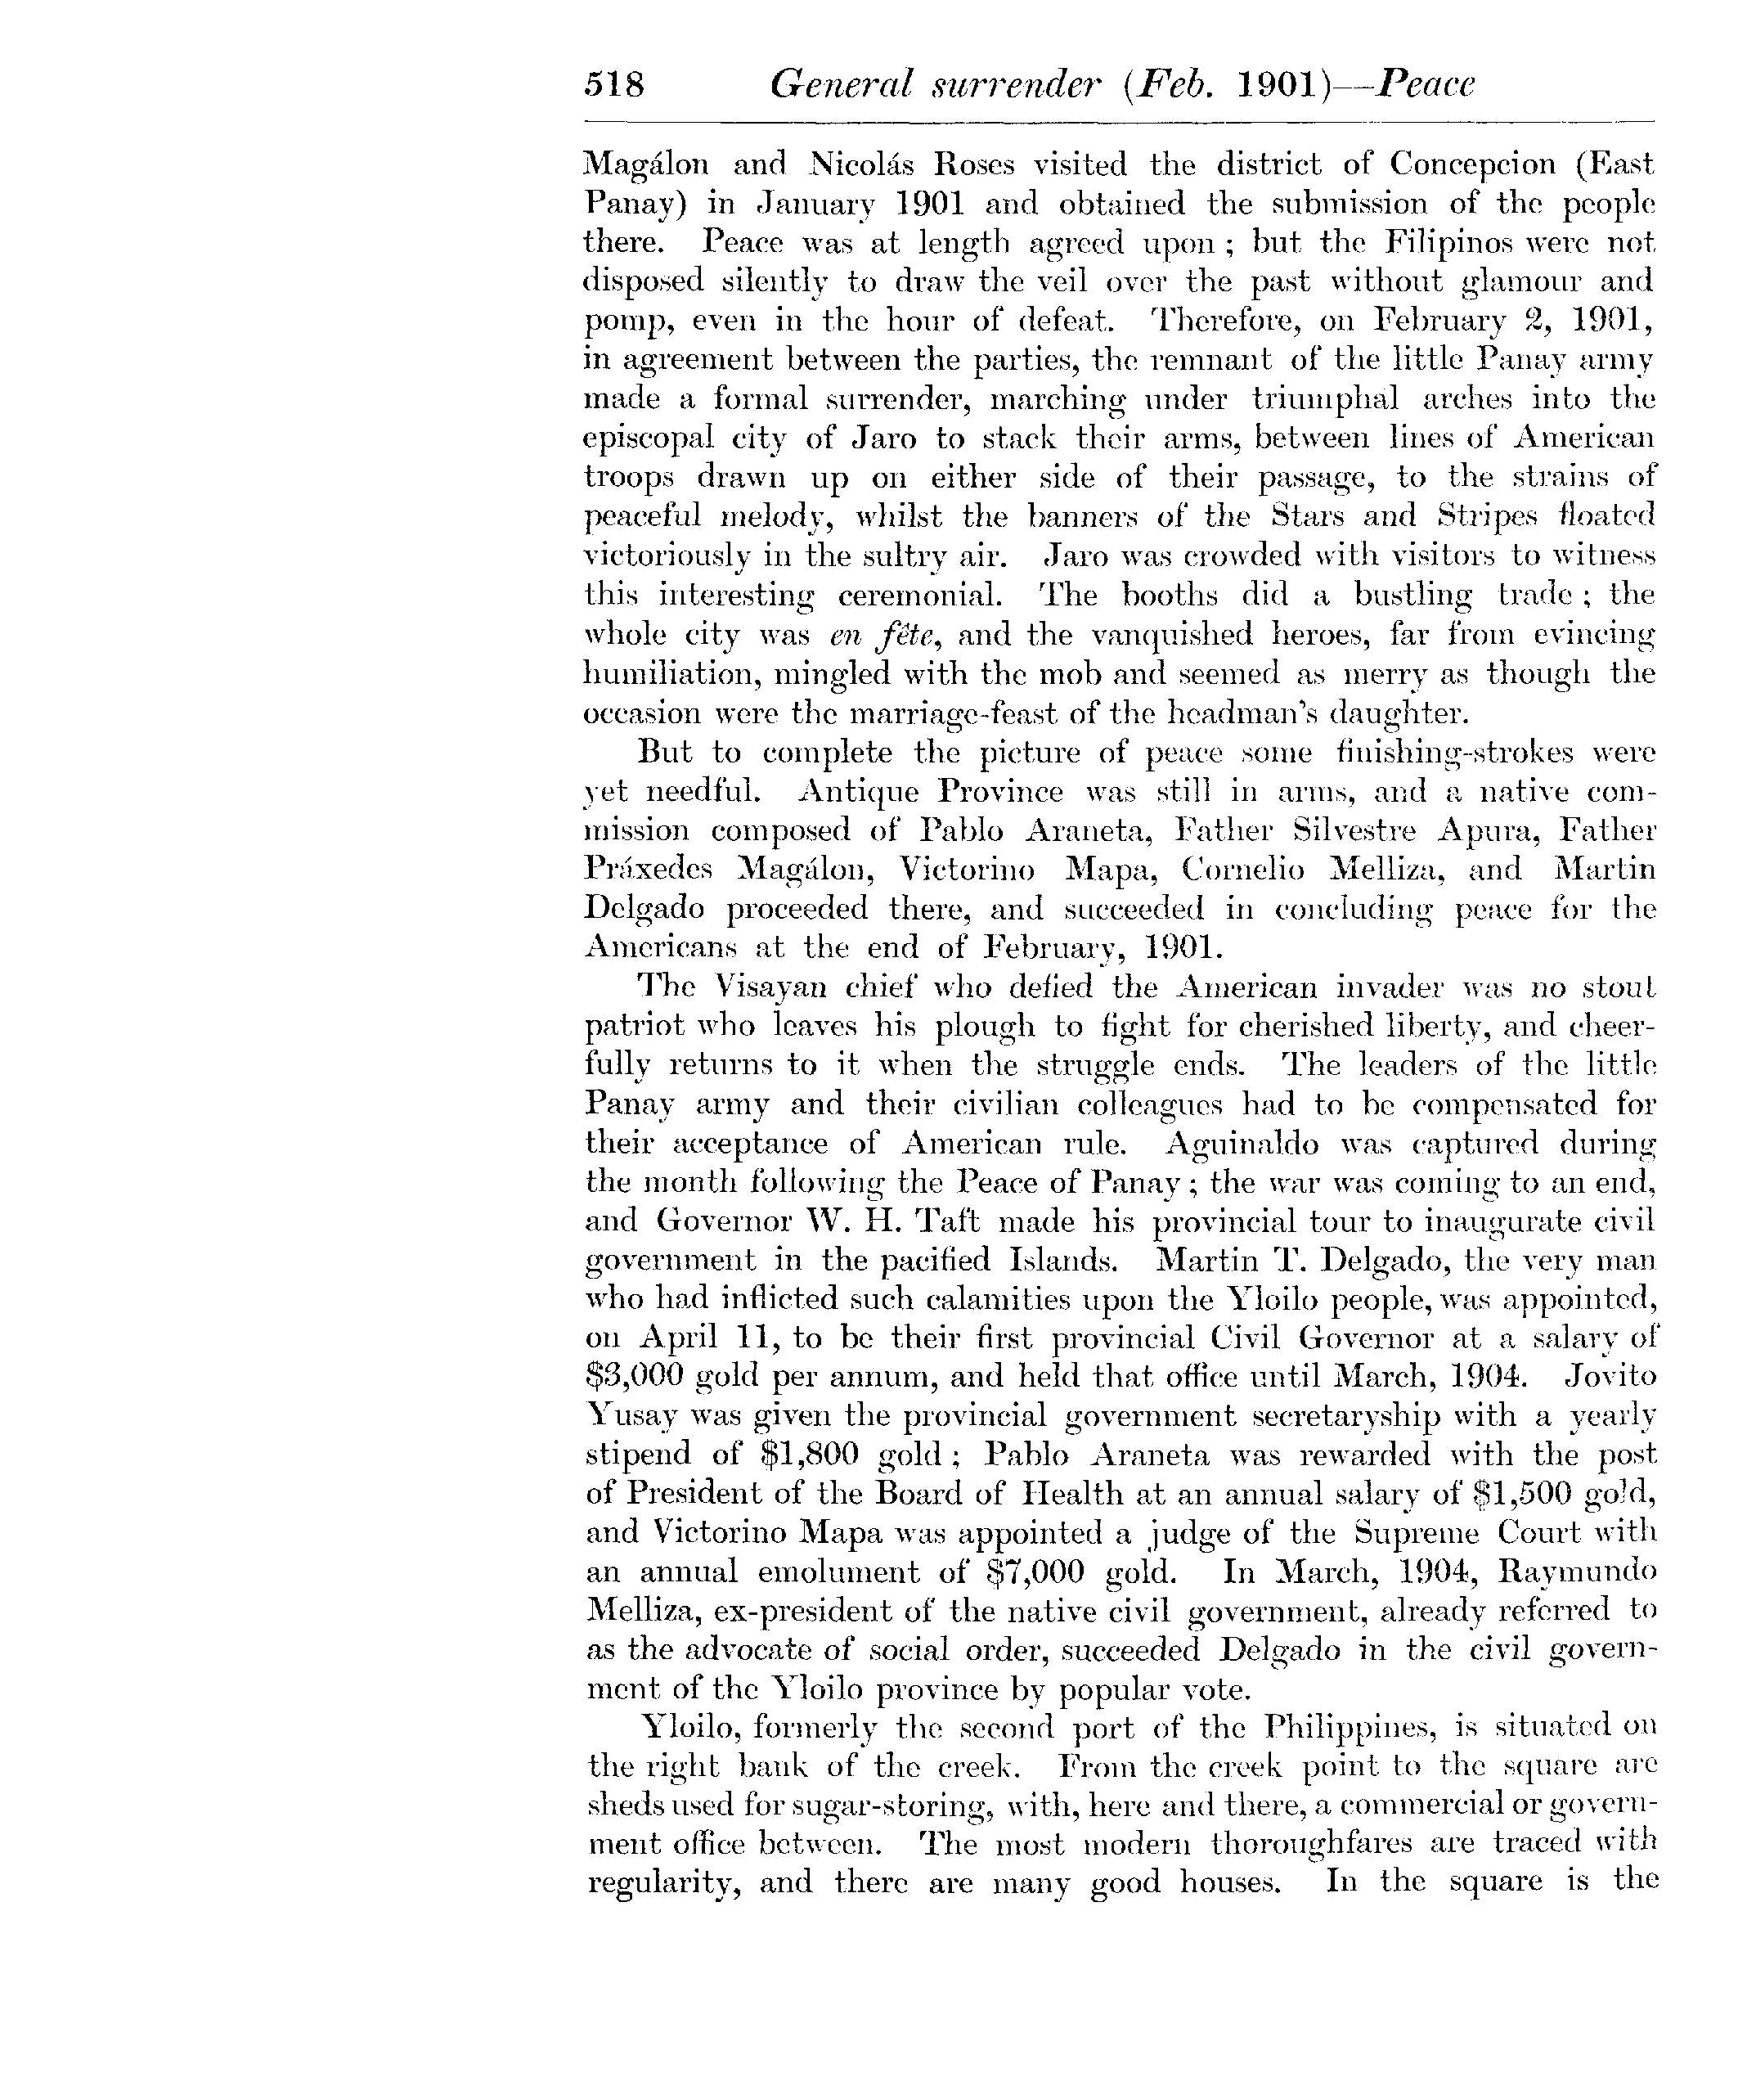 518 General surrender (Feb. 1901)—Peace
Magálon and Nicolás Roses visited the district of Concepcion (East
Panay) in January 1901 and obtained the submission of the people
there. Peace was at length agreed upon ; but the Filipinos were not
disposed silently to draw the veil over the past without glamour and
pomp, even in the hour of defeat. Therefore, on February 2, 1901,
in agreement between the parties, the remnant of the little Panay army
made a formal surrender, marching under triumphal arches into the
episcopal city of Jaro to stack their arms, between lines of American
troops drawn up on either side of their passage, to the strains of
peaceful melody, whilst the banners of the Stars and Stripes floated
victoriously in the sultry air. Jaro was crowded with visitors to witness
this interesting ceremonial. The booths did a bustling trade ; the
whole city was en fête, and the vanquished heroes, far from evincing
humiliation, mingled with the mob and seemed as merry as though the
occasion were the marriage-feast of the headman's daughter.
But to complete the picture of peace some finishing-strokes were
yet needful. Antique Province was still in arms, and a native com-
mission composed of Pablo Araneta, Father Silvestre Apura, Father
Práxedes Magálon, Victorino Mapa, Cornelio Melliza, and Martin
Delgado proceeded there, and succeeded in concluding peace for the
Americans at the end of February, 1901.
The Visayan chief who defied the American invader was no stout
patriot who leaves his plough to fight for cherished liberty, and cheer-
fully returns to it when the struggle ends. The leaders of the little
Panay army and their civilian colleagues had to be compensated for
their acceptance of American rule. Aguinaldo was captured during
the month following the Peace of Panay ; the war was coming to an end,
and Governor W. H. Taft made his provincial tour to inaugurate civil
government in the pacified Islands. Martin T. Delgado, the very man
who had inflicted such calamities upon the Yloilo people, was appointed,
on April 11, to be their first provincial Civil Governor at a salary of
$3,000 gold per annum, and held that office until March, 1904. Jovito
Yusay was given the provincial government secretaryship with a yearly
stipend of $1,800 gold ; Pablo Araneta was rewarded with the post
of President of the Board of Health at an annual salary of $1,500 gold,
and Victorino Mapa was appointed a judge of the Supreme Court with
an annual emolument of $7,000 gold. In March, 1904, Raymundo
Melliza, ex-president of the native civil government, already referred to
as the advocate of social order, succeeded Delgado in the civil govern-
ment of the Yloilo province by popular vote.
Yloilo, formerly the second port of the Philippines, is situated on
the right bank of the creek. From the creek point to the square are
sheds used for sugar-storing, with, here and there, a commercial or govern-
ment office between. The most modern thoroughfares are traced with
regularity, and there are many good houses. In the square is the